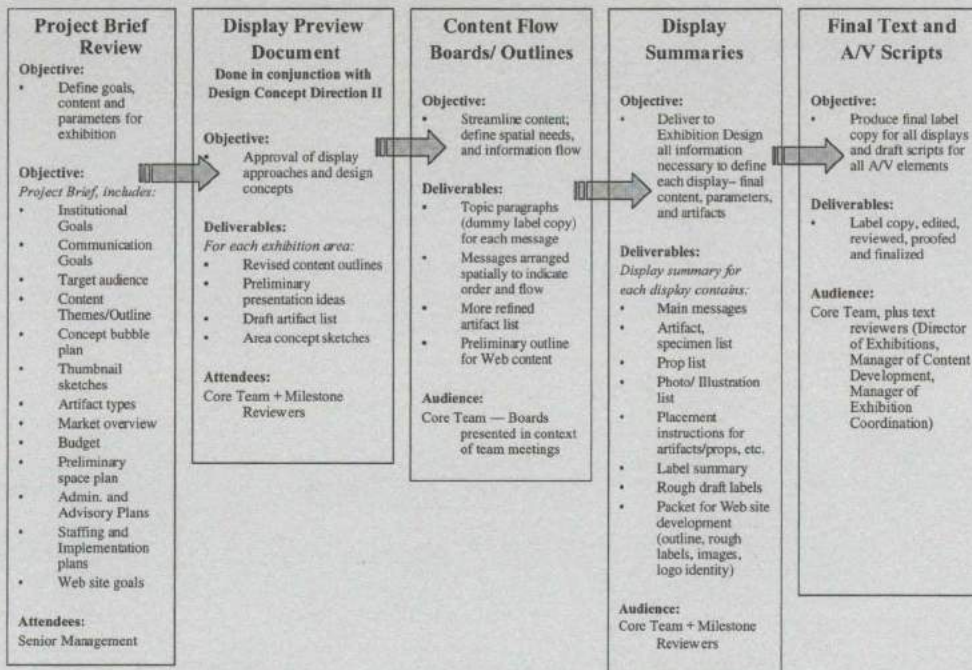 Project Brief
Review
Objective:
• Define goals,
content and
parameters for
exhibition
Objective:
Project Brief, includes:
• Institutional
Goals
• Communication
Goals
• Target audience
• Content
Themes/Outline
• Concept bubble
plan
• Thumbnail
sketches
• Artifact types
• Market overview
• Budget
• Preliminary
space plan
• Admin. and
Advisory Plans
• Staffing and
Implementation
plans
• Web site goals
Attendees:
Senior Management
Display Preview
Document
Done in conjunction with
Design Concept Direction II
Objective:
• Approval of display
approaches and design
concepts
Deliverables:
For each exhibition area:
• Revised content outlines
• Preliminary
presentation ideas
• Draft artifact list
• Area concept sketches
Attendees:
Core Team + Milestone
Reviewers
Content Flow
Boards/ Outlines
Objective:
• Streamline content;
define spatial needs,
and information flow
Deliverables:
• Topic paragraphs
(dummy label copy)
for each message
• Messages arranged
spatially to indicate
order and flow
• More refined
artifact list
• Preliminary outline
for Web content
Audience:
Core Team — Boards
presented in context
of team meetings
Display
Summaries
Objective:
• Deliver to
Exhibition Design
all information
necessary to define
each display– final
content, parameters,
and artifacts
Deliverables:
Display summary for
each display contains:
• Main messages
• Artifact,
specimen list
• Prop list
• Photo/ Illustration
list
• Placement
instructions for
artifacts/props, etc.
• Label summary
• Rough draft labels
• Packet for Web site
development
(outline, rough
labels, images,
logo identity)
Audience:
Core Team + Milestone
Reviewers
Final Text and
A/V Scripts
Objective:
• Produce final label
copy for all displays
and draft scripts for
all A/V elements
Deliverables:
• Label copy, edited,
reviewed, proofed
and finalized
Audience:
Core Team, plus text
reviewers (Director
of Exhibitions,
Manager of Content
Development,
Manager of
Exhibition
Coordination)